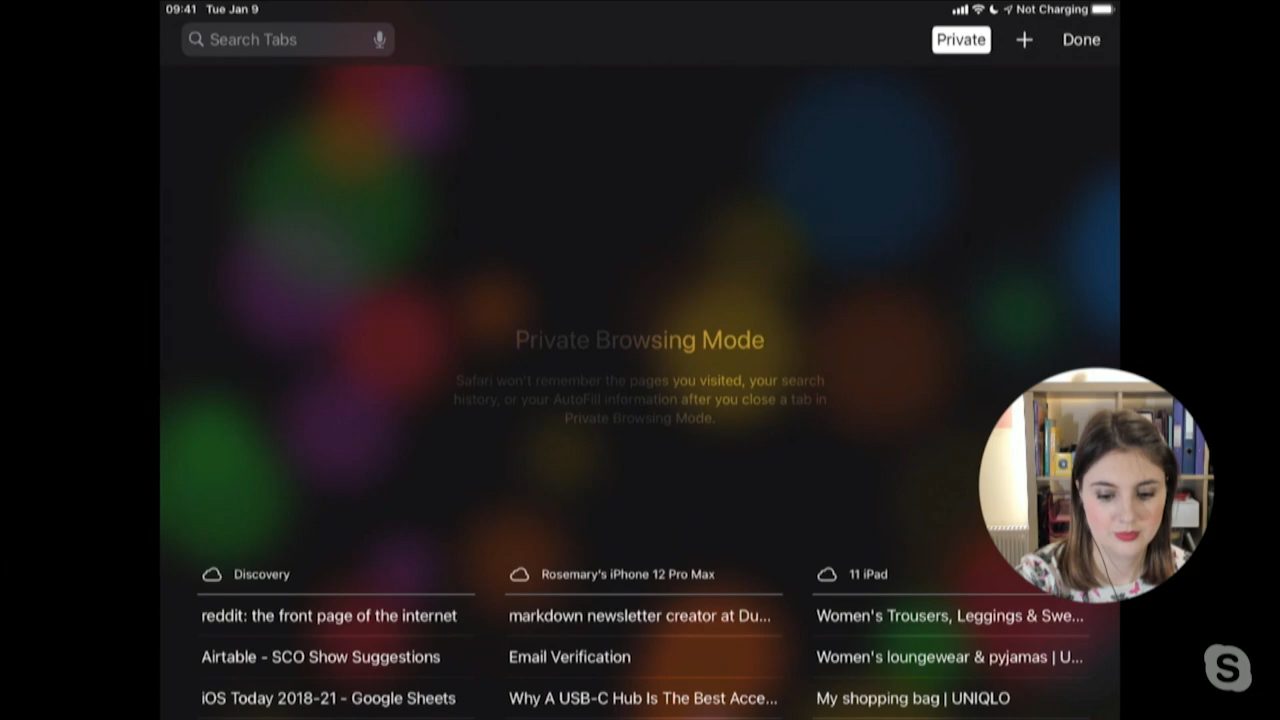 09:41 Tue Jan 9 Not Charging
Search Tabs Private + Done
Private Browsing Mode
Safari won't remember the pages you visited, your search
history, or your AutoFill information after you close a tab in
Private Browsing Mode.
Discovery
reddit: the front page of the internet
Airtable - SCO Show Suggestions
iOS Today 2018-21 - Google Sheets
Rosemary's iPhone 12 Pro Max
markdown newsletter creator at Du...
Email Verification
Why A USB-C Hub Is The Best Acce...
11 iPad
Women's Trousers, Leggings & Swe...
Women's loungewear & pyjamas | U...
My shopping bag | UNIQLO
S